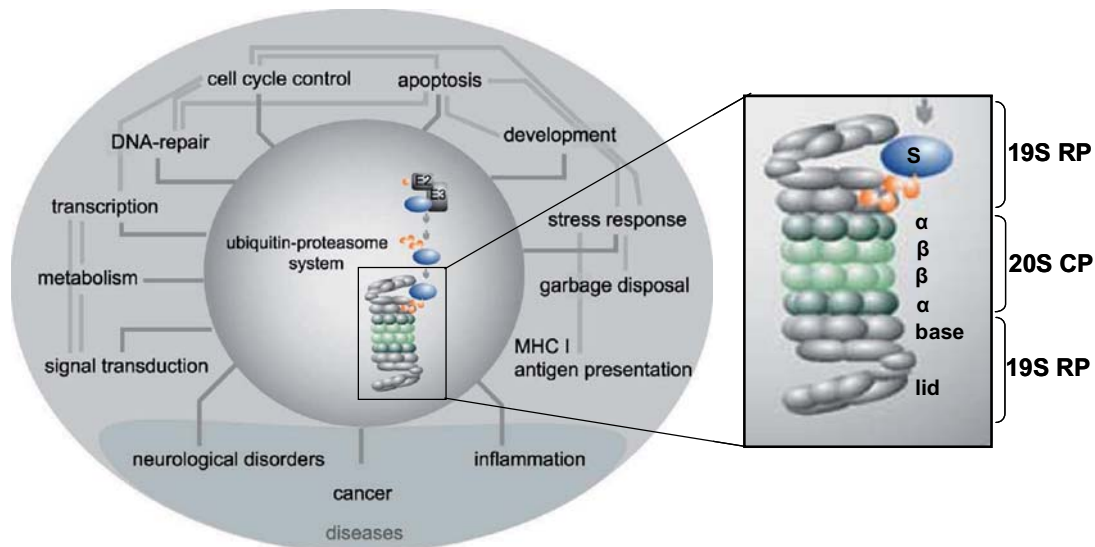 cell cycle control
apoptosis
DNA-repair
development
transcription
stress response
E2
E3
ubiquitin-proteasome
system
metabolism
garbage disposal
signal transduction
MHC I
antigen presentation
neurological disorders
inflammation
cancer
diseases
S
19S RP
α
β
β
α
20S CP
base
lid
19S RP